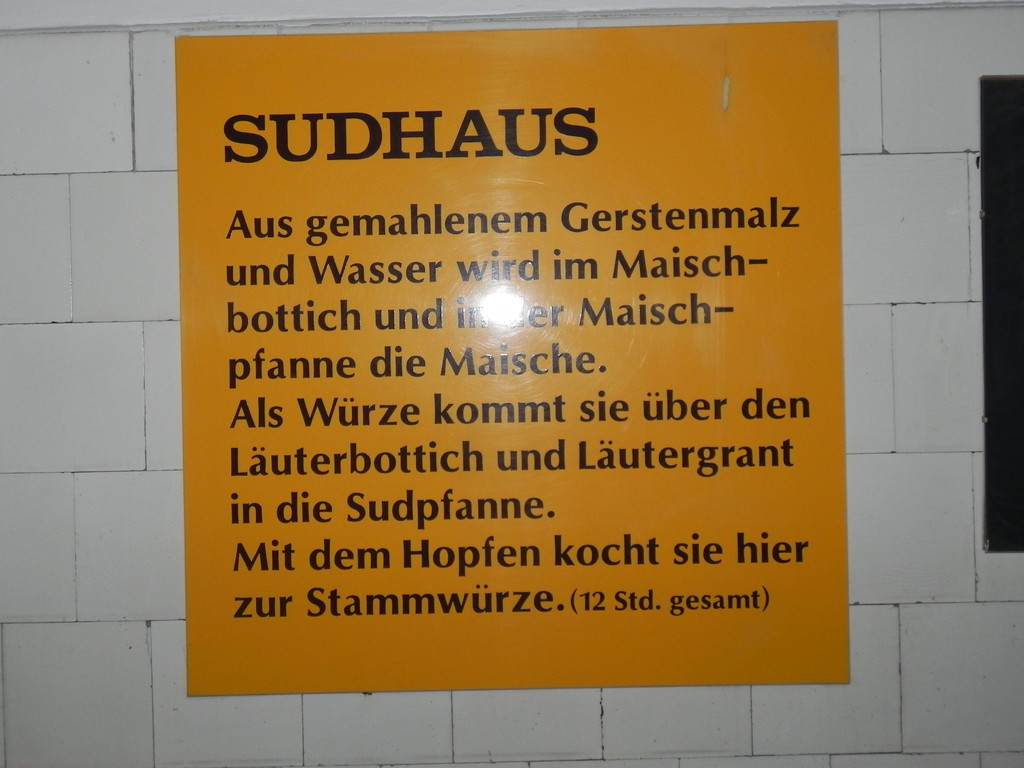 SUDHAUS
Aus gemahlenem Gerstenmalz
und Wasser wird im Maisch-
bottich und in der Maisch-
pfanne die Maische.
Als Würze kommt sie über den
Läuterbottich und Läutergrant
in die Sudpfanne.
Mit dem Hopfen kocht sie hier
zur Stammwürze. (12 Std. gesamt)